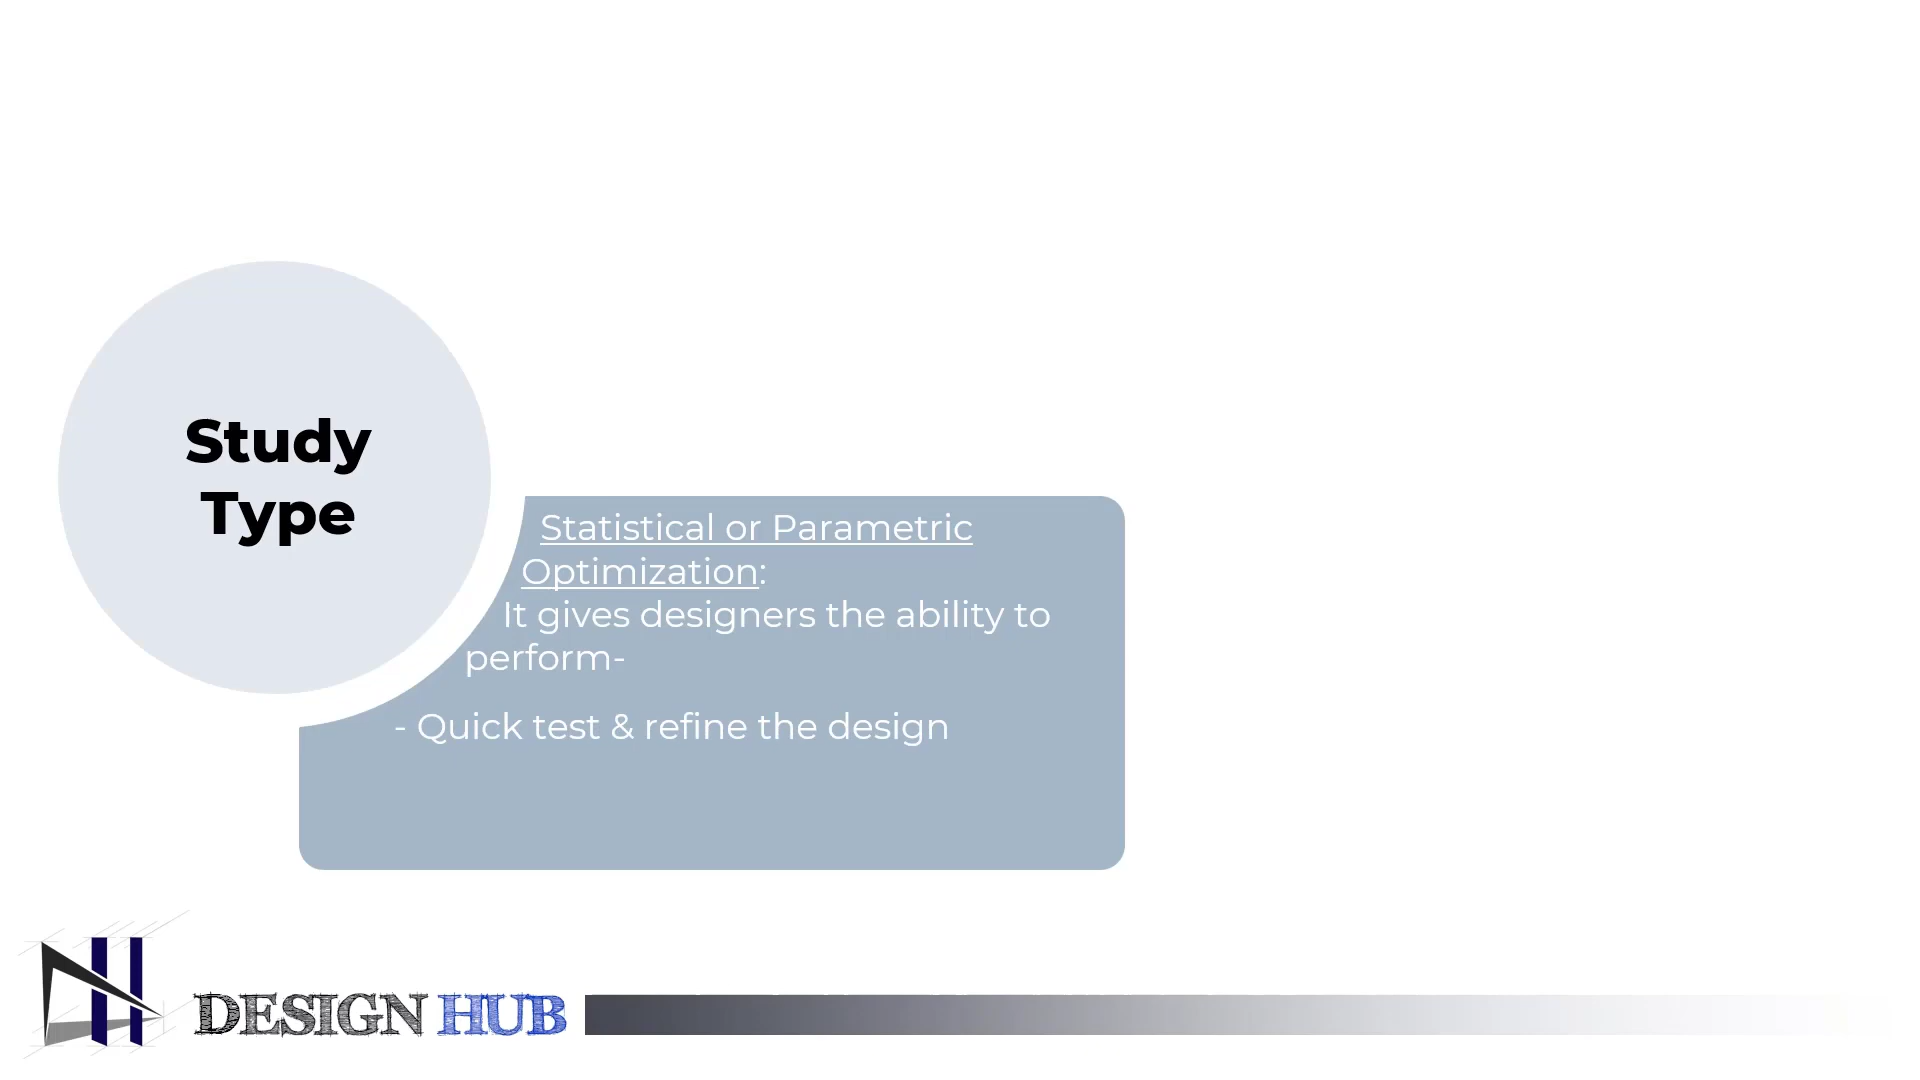 Study
Type
Statistical or Parametric
Optimization:
It gives designers the ability to
perform-
- Quick test & refine the design
DESIGN HUB